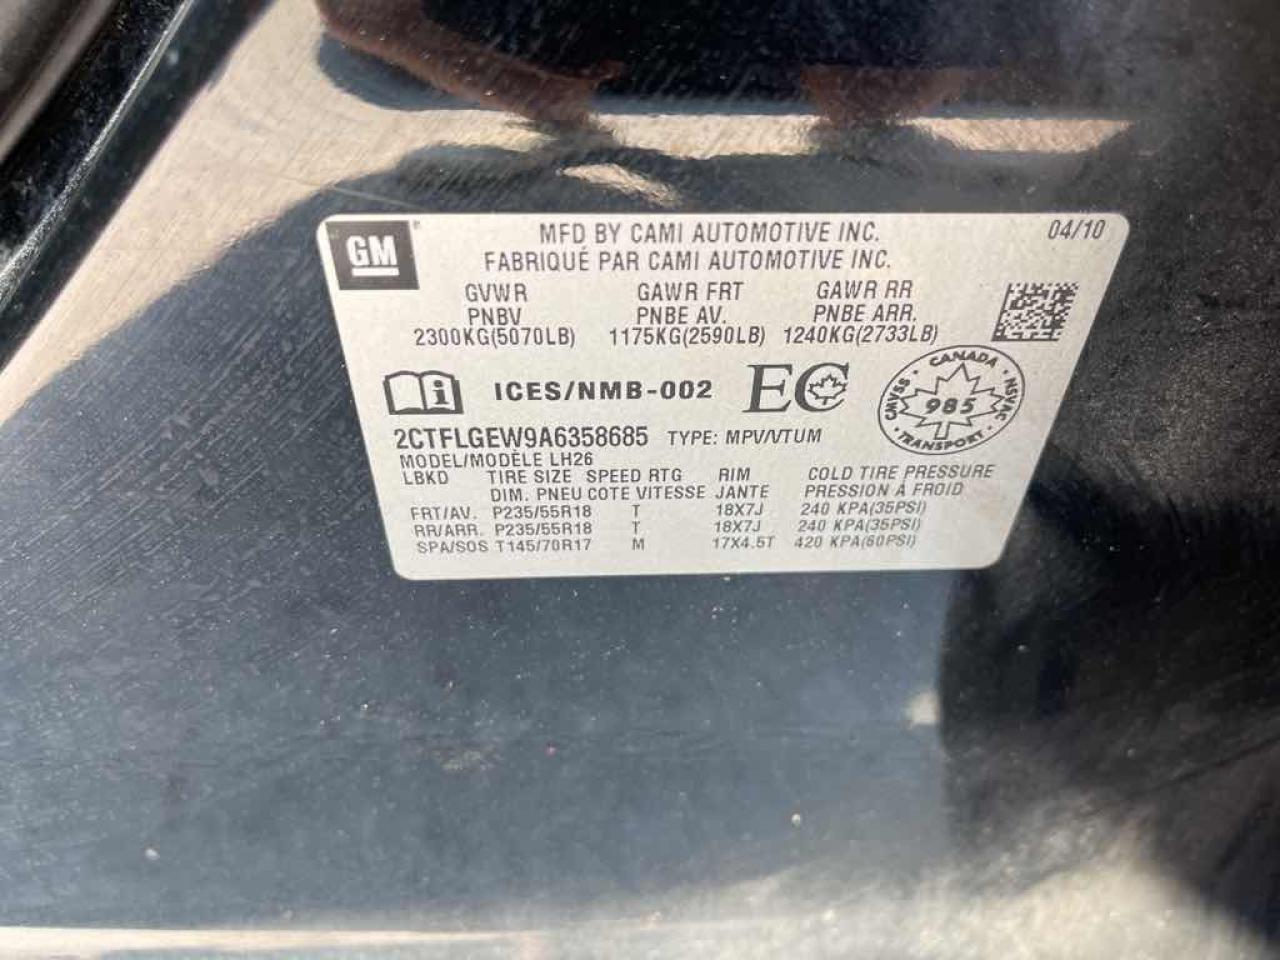 GM
MFD BY CAMI AUTOMOTIVE INC. 04/10
FABRIQUÉ PAR CAMI AUTOMOTIVE INC.
GVWR GAWR FRT GAWR RR
PNBV PNBE AV. PNBE ARR.
2300KG(5070LB) 1175KG(2590LB) 1240KG(2733LB)
i ICES/NMB-002 EC
CANADA CMVSS NSVAC 985 TRANSPORT
2CTFLGEW9A6358685 TYPE: MPV/VTUM
MODEL/MODÈLE LH26
LBKD TIRE SIZE SPEED RTG RIM COLD TIRE PRESSURE
DIM. PNEU COTE VITESSE JANTE PRESSION À FROID
FRT/AV. P235/55R18 T 18X7J 240 KPA(35PSI)
RR/ARR. P235/55R18 T 18X7J 240 KPA(35PSI)
SPA/SOS T145/70R17 M 17X4.5T 420 KPA(60PSI)